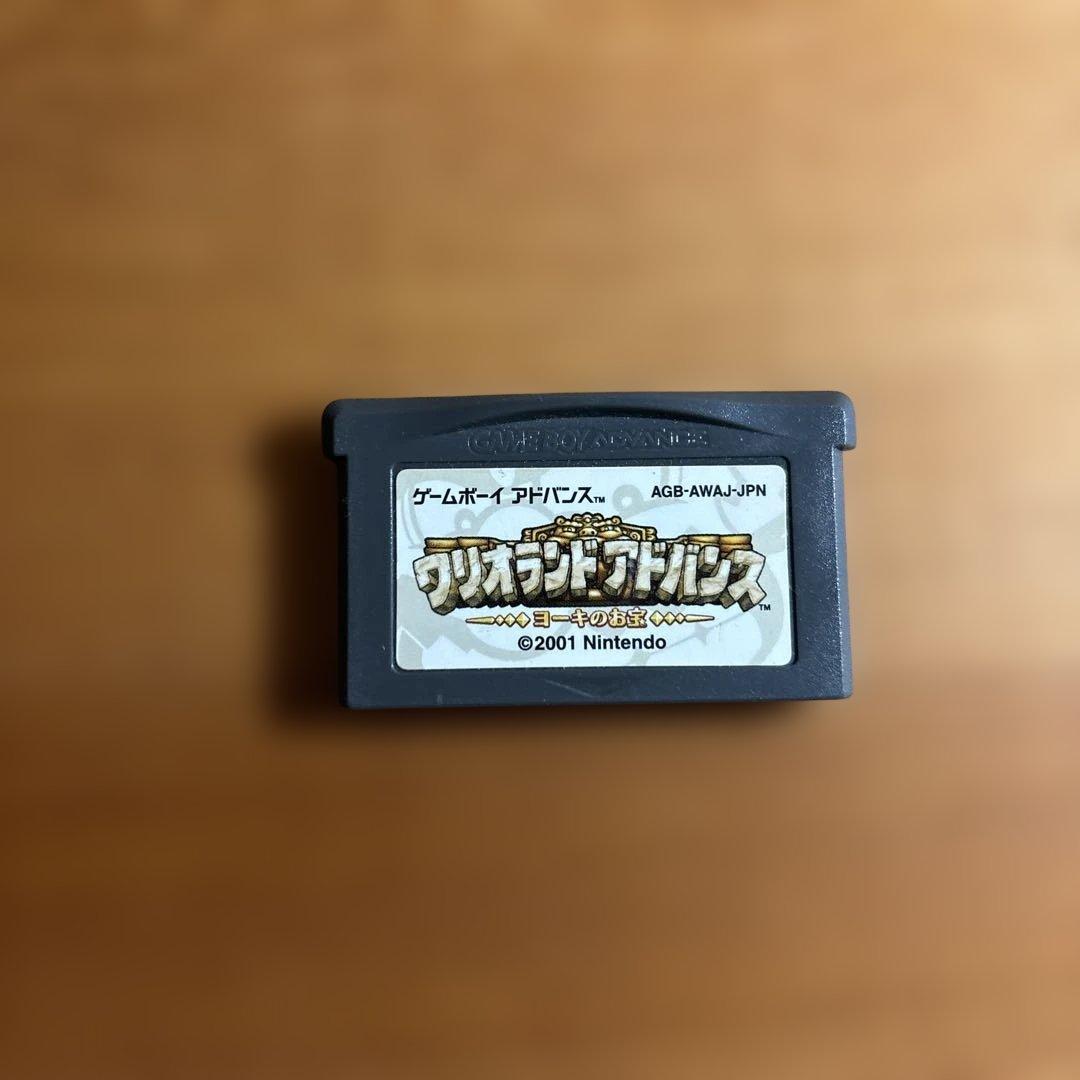 GAME BOY ADVANCE
ゲームボーイ アドバンス™ AGB-AWAJ-JPN
ワリオランドアドバンス™
ヨーキのお宝
©2001 Nintendo